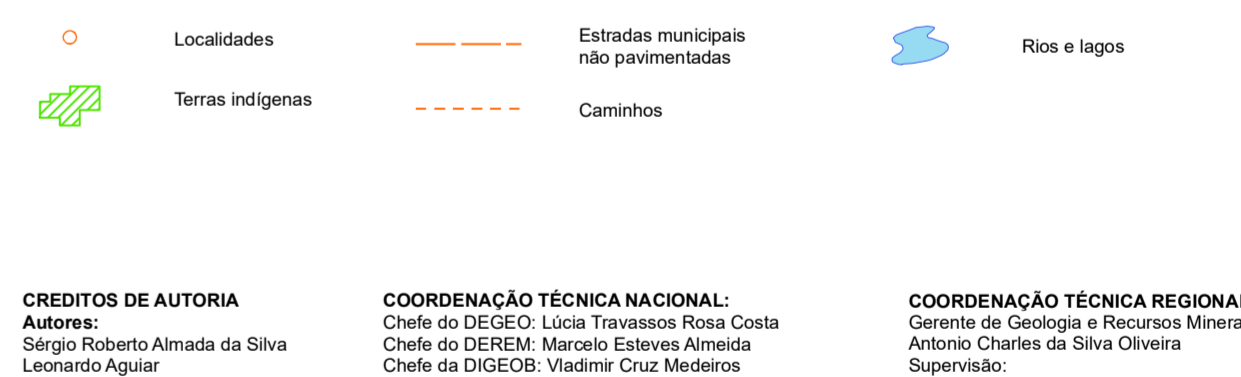 Localidades
Terras indígenas
Estradas municipais
não pavimentadas
Caminhos
Rios e lagos
CREDITOS DE AUTORIA
Autores:
Sérgio Roberto Almada da Silva
Leonardo Aguiar
COORDENAÇÃO TÉCNICA NACIONAL:
Chefe do DEGEO: Lúcia Travassos Rosa Costa
Chefe do DEREM: Marcelo Esteves Almeida
Chefe da DIGEOB: Vladimir Cruz Medeiros
COORDENAÇÃO TÉCNICA
Gerente de Geologia e Recursos
Antonio Charles da Silva Oliveira
Supervisão: